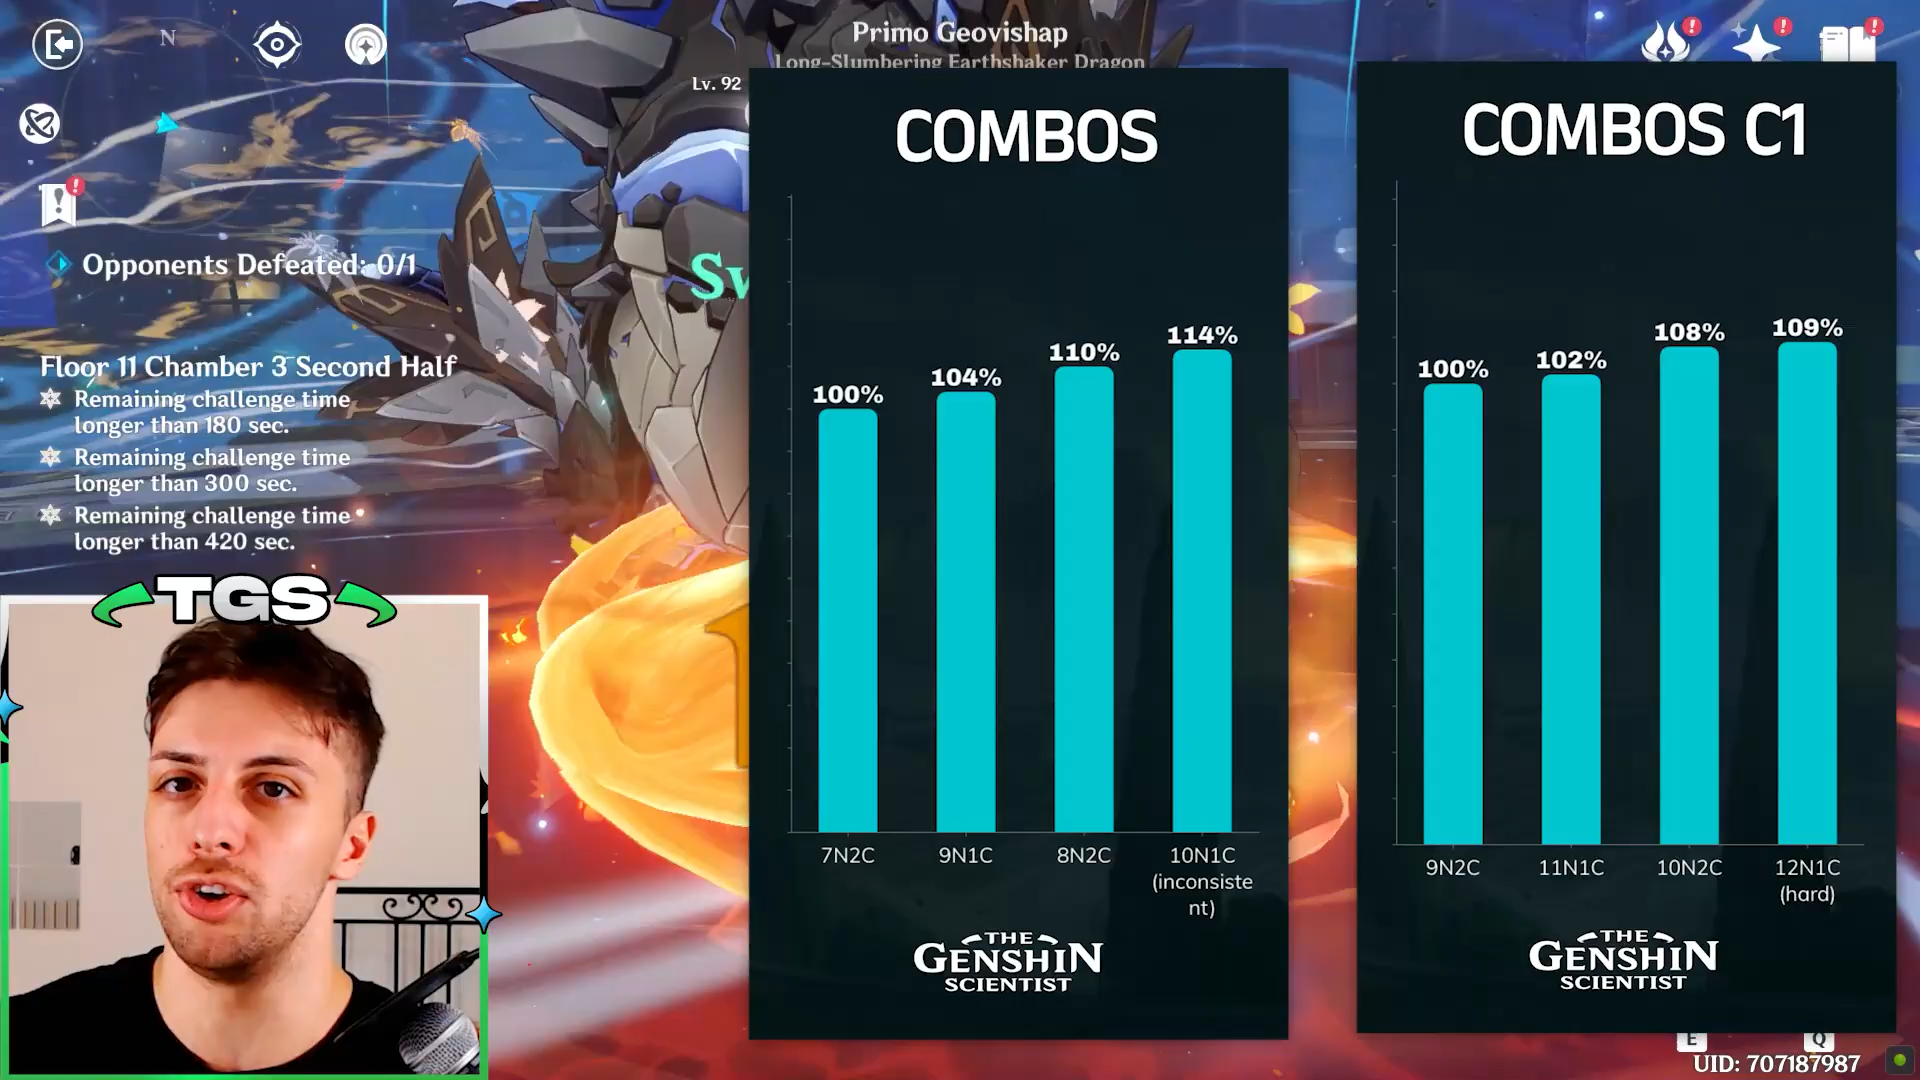 N
Primo Geovishap
Long-Slumbering Earthshaker Dragon
Lv. 92
Opponents Defeated: 0/1
Floor 11 Chamber 3 Second Half
Remaining challenge time
longer than 180 sec.
Remaining challenge time
longer than 300 sec.
Remaining challenge time
longer than 420 sec.
TGS
COMBOS
100%
104%
110%
114%
7N2C
9N1C
8N2C
10N1C
(inconsiste
nt)
THE
GENSHIN
SCIENTIST
COMBOS C1
100%
102%
108%
109%
9N2C
11N1C
10N2C
12N1C
(hard)
THE
GENSHIN
SCIENTIST
E
Q
UID: 707187987